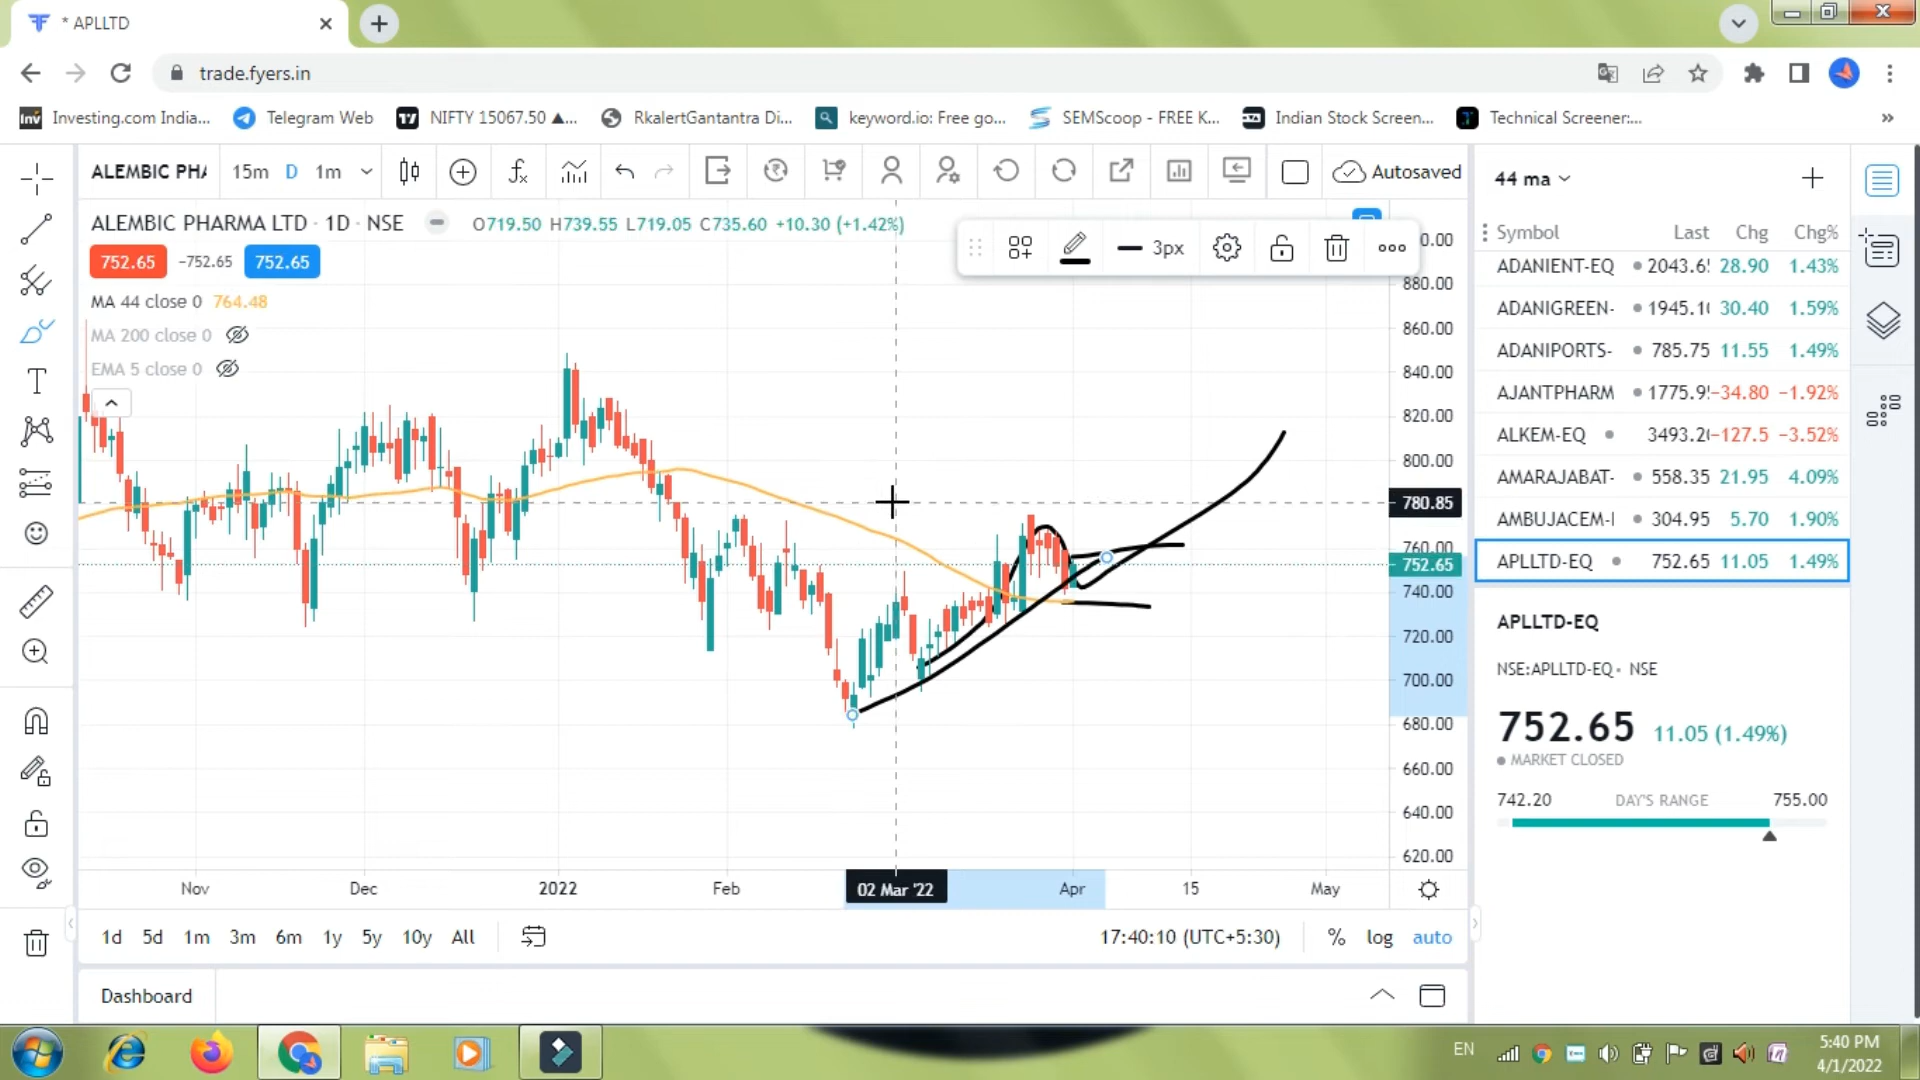 * APLLTD
trade.fyers.in
Investing.com India...
Telegram Web
NIFTY 15067.50 ▲...
RkalertGantantra Di...
keyword.io: Free go...
SEMScoop - FREE K...
Indian Stock Screen...
Technical Screener:...
»
ALEMBIC PHA
15m D 1m
Autosaved
44 ma
ALEMBIC PHARMA LTD · 1D · NSE
O719.50 H739.55 L719.05 C735.60 +10.30 (+1.42%)
3px
752.65 −752.65 752.65
MA 44 close 0 764.48
MA 200 close 0
EMA 5 close 0
880.00
860.00
840.00
820.00
800.00
780.85
760.00
752.65
740.00
720.00
700.00
680.00
660.00
640.00
620.00
Nov Dec 2022 Feb 02 Mar '22 Apr 15 May
1d 5d 1m 3m 6m 1y 5y 10y All
17:40:10 (UTC+5:30) % log auto
Dashboard
Symbol Last Chg Chg%
ADANIENT-EQ 2043.6 28.90 1.43%
ADANIGREEN- 1945.1 30.40 1.59%
ADANIPORTS- 785.75 11.55 1.49%
AJANTPHARM 1775.9 −34.80 −1.92%
ALKEM-EQ 3493.2 −127.5 −3.52%
AMARAJABAT- 558.35 21.95 4.09%
AMBUJACEM-I 304.95 5.70 1.90%
APLLTD-EQ 752.65 11.05 1.49%
APLLTD-EQ
NSE:APLLTD-EQ • NSE
752.65 11.05 (1.49%)
MARKET CLOSED
742.20 DAY'S RANGE 755.00
EN
5:40 PM
4/1/2022